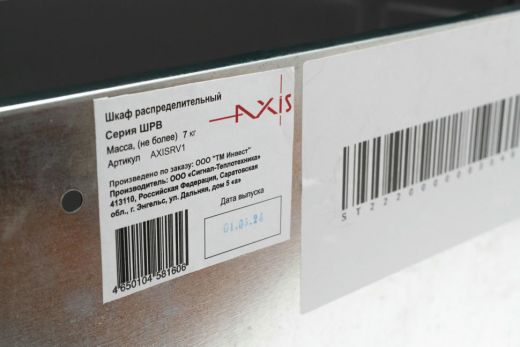 Шкаф распределительный
Серия ШРВ
Масса, (не более) 7 кг
Артикул AXISRV1
AXIS
Произведено по заказу: ООО "ТМ Инвест"
Производитель: ООО «Сигнал-Теплотехника»
413110, Российская Федерация, Саратовская
обл., г. Энгельс, ул. Дальняя, дом 5 «а»
Дата выпуска
01.03.24
4 650104 581606